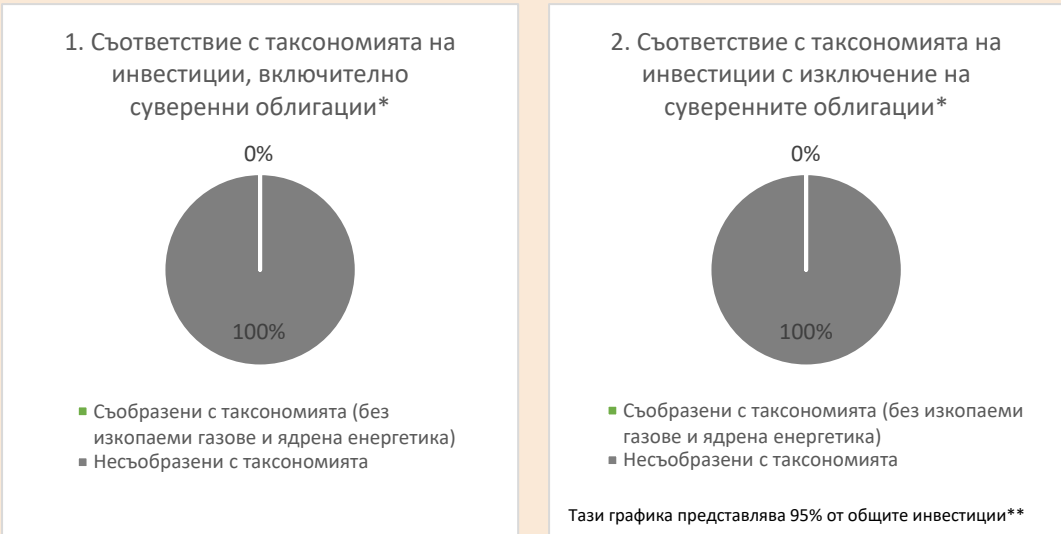 1. Съответствие с таксономията на
инвестиции, включително
суверенни облигации*
0%
100%
Съобразени с таксономията (без
изкопаеми газове и ядрена енергетика)
Несъобразени с таксономията
2. Съответствие с таксономията на
инвестиции с изключение на
суверенните облигации*
0%
100%
Съобразени с таксономията (без изкопаеми
газове и ядрена енергетика)
Несъобразени с таксономията
Тази графика представлява 95% от общите инвестиции**